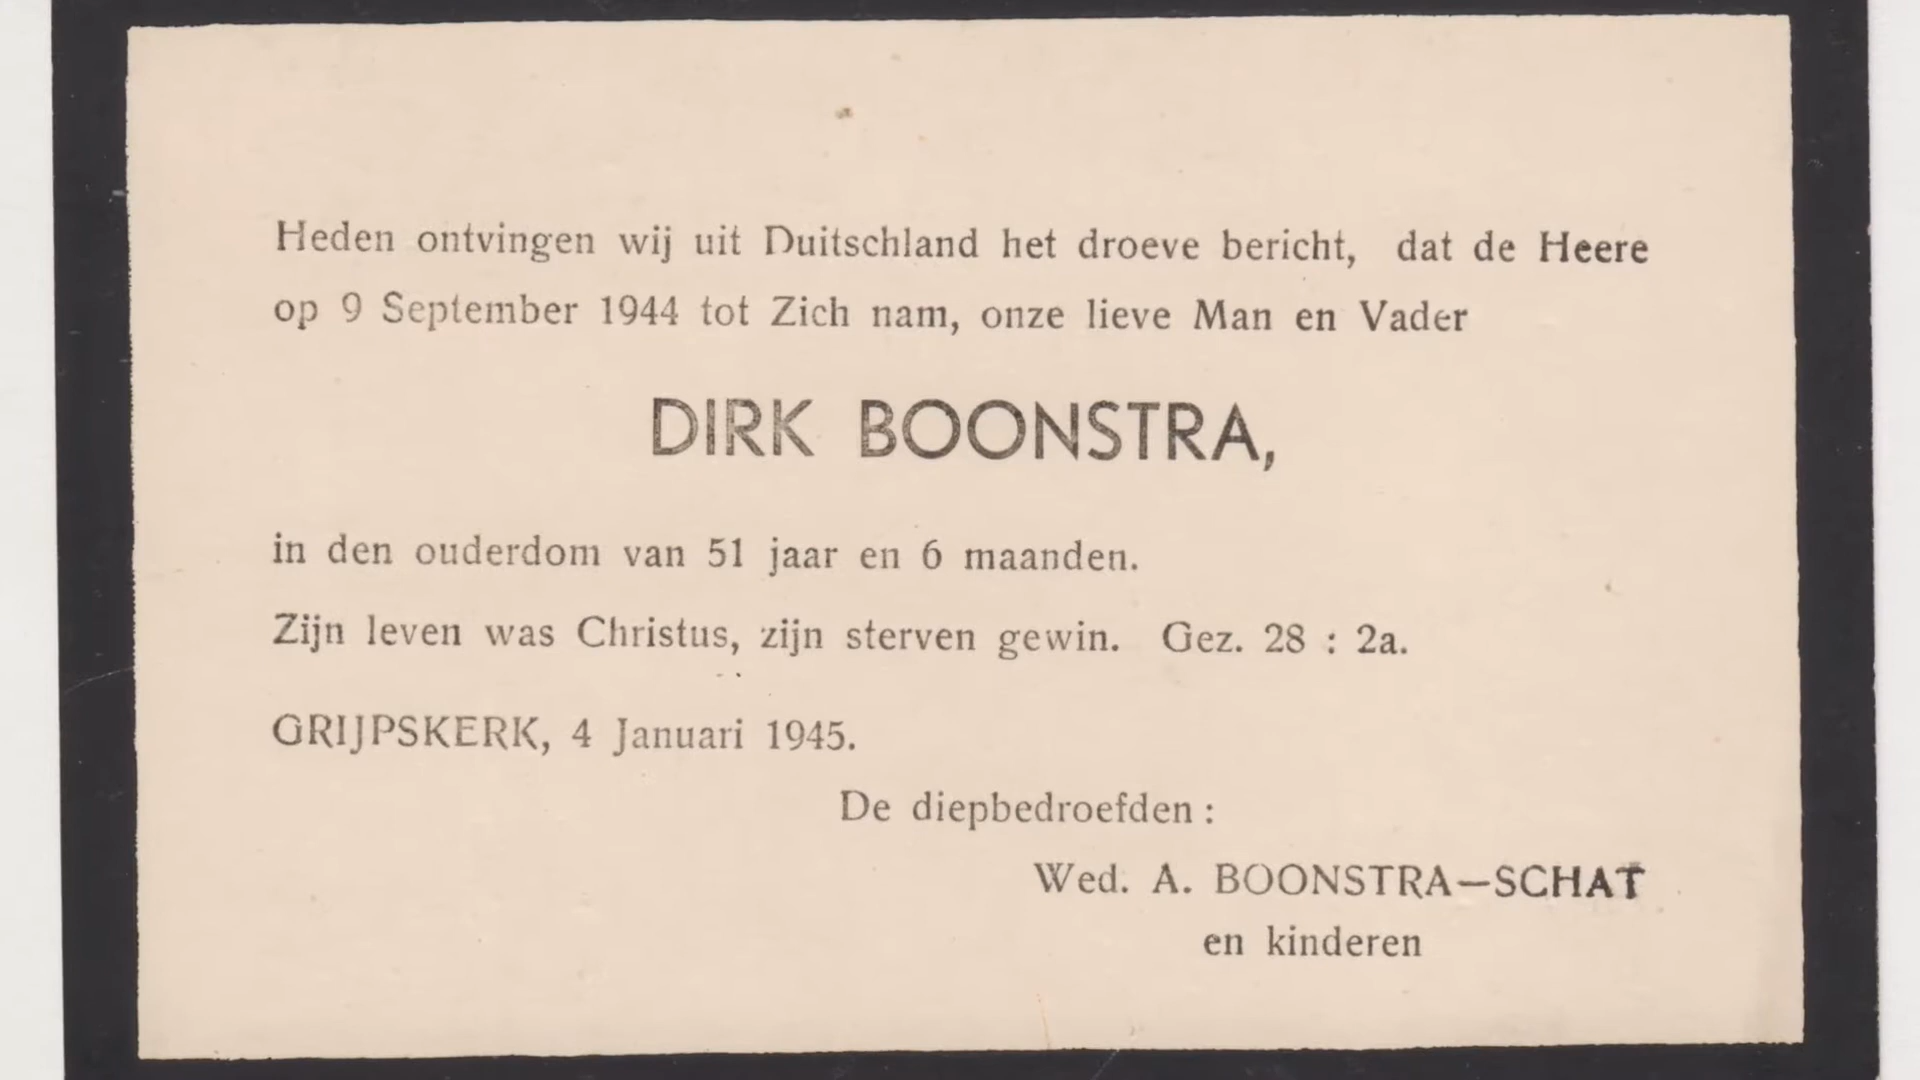 Heden ontvingen wij uit Duitschland het droeve bericht, dat de Heere
op 9 September 1944 tot Zich nam, onze lieve Man en Vader
DIRK BOONSTRA,
in den ouderdom van 51 jaar en 6 maanden.
Zijn leven was Christus, zijn sterven gewin. Gez. 28 : 2a.
GRIJPSKERK, 4 Januari 1945.
De diepbedroefden :
Wed. A. BOONSTRA—SCHAT
en kinderen